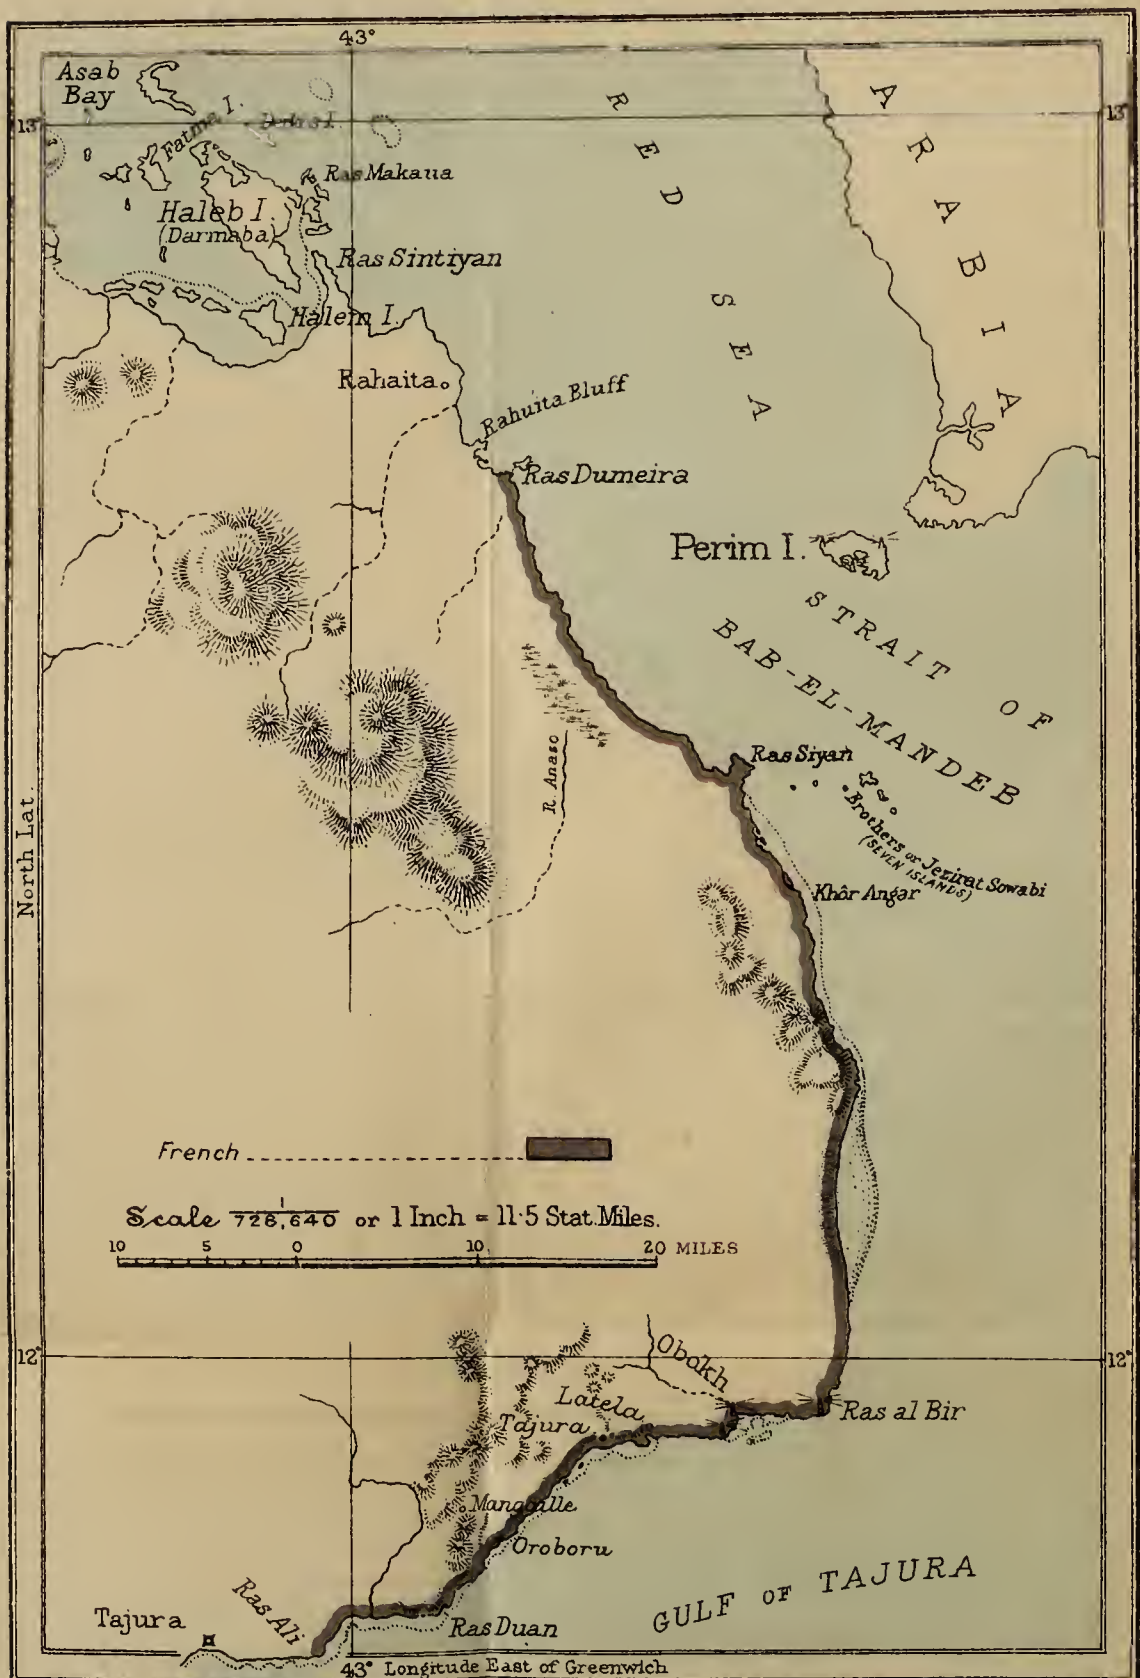 43°
Asab
Bay
13°
13°
Fatma I.
RED SEA
ARABIA
Ras Makaua
Haleb I.
(Darmaba)
Ras Sintiyan
Halem I.
Rahaita
Rahuita Bluff
Ras Dumeira
Perim I.
STRAIT OF
BAB-EL-MANDEB
Ras Siyan
R. Anaso
Brothers or Jezirat Sowabi
(SEVEN ISLANDS)
Khôr Angar
North Lat.
French
Scale 1/728,640 or 1 Inch = 11·5 Stat. Miles.
10 5 0 10 20 MILES
12°
12°
Obokh
Latela
Tajura
Ras al Bir
Oroboru
GULF OF TAJURA
Ras Ali
Tajura
Ras Duan
43° Longitude East of Greenwich